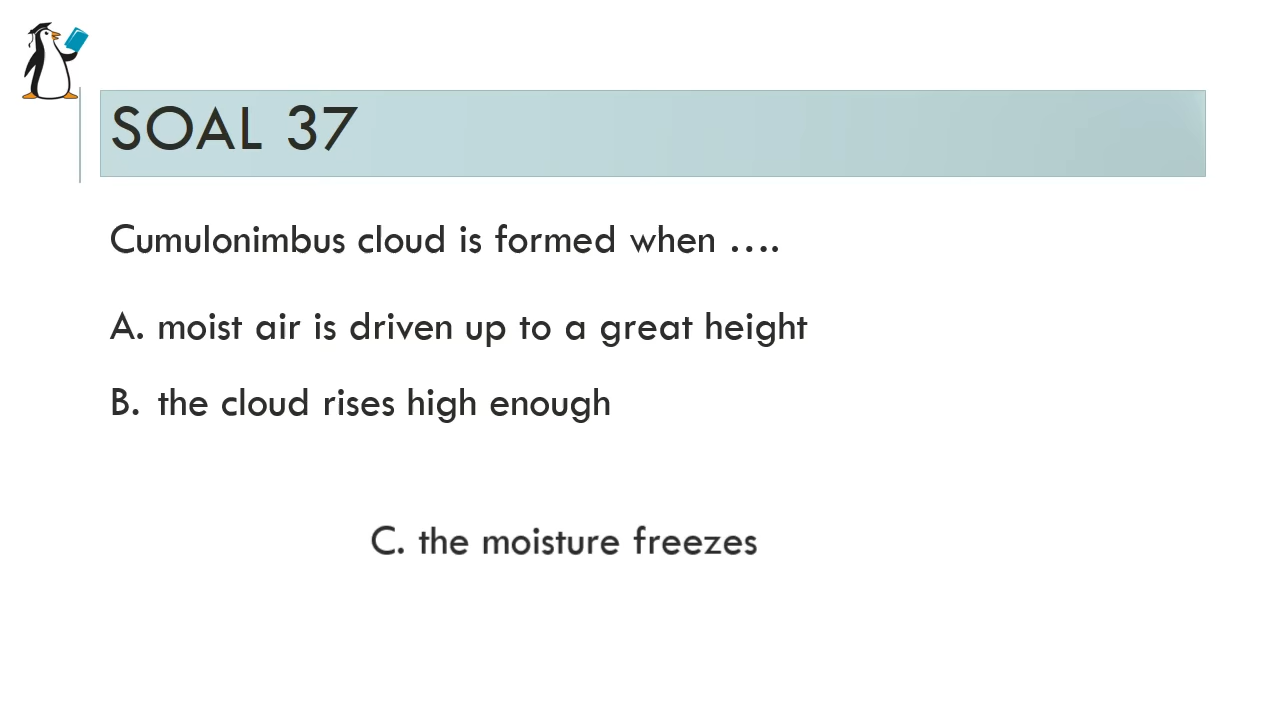 SOAL 37
Cumulonimbus cloud is formed when ....
A. moist air is driven up to a great height
B. the cloud rises high enough
C. the moisture freezes